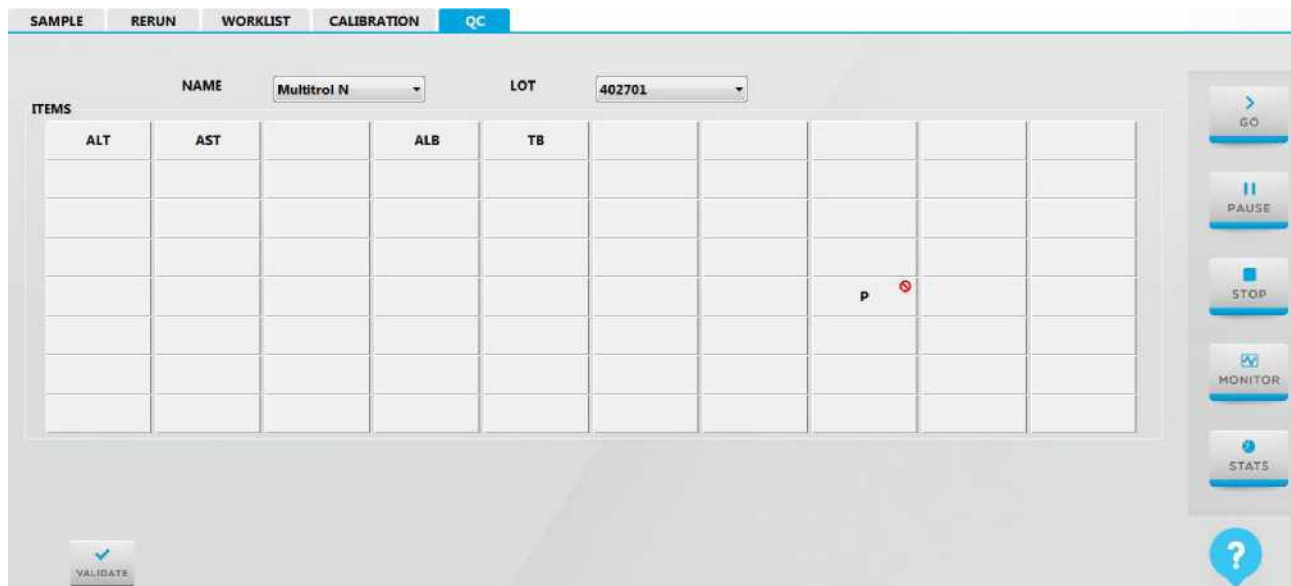 SAMPLE RERUN WORKLIST CALIBRATION QC
NAME Multitrol N LOT 402701
ITEMS
ALT AST ALB TB
P
GO
PAUSE
STOP
MONITOR
STATS
?
VALIDATE